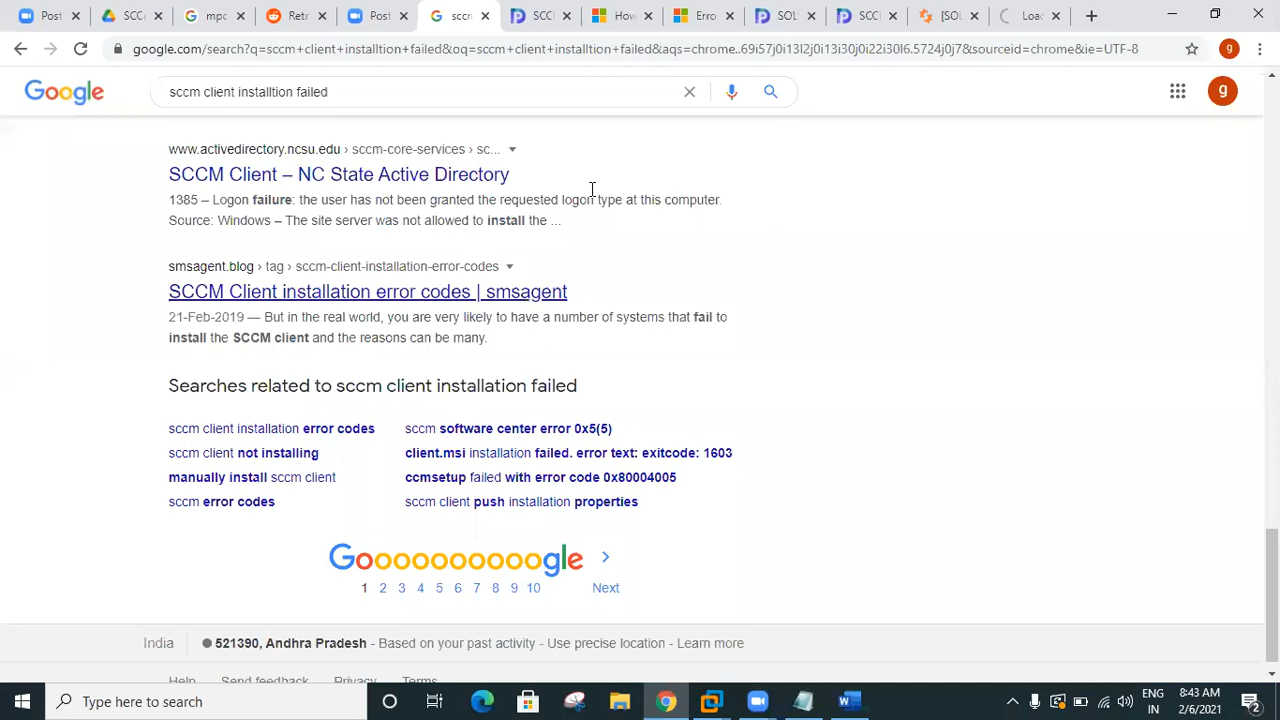 Post
SCC
mpc
Retr
Post
sccn
SCCI
How
Erro
SOL
SCC
[SOL
Loa
google.com/search?q=sccm+client+installtion+failed&oq=sccm+client+installtion+failed&aqs=chrome..69i57j0i13l2j0i13i30j0i22i30l6.5724j0j7&sourceid=chrome&ie=UTF-8
g
Google
sccm client installtion failed
g
www.activedirectory.ncsu.edu › sccm-core-services › sc...
SCCM Client – NC State Active Directory
1385 – Logon failure: the user has not been granted the requested logon type at this computer.
Source: Windows – The site server was not allowed to install the ...
smsagent.blog › tag › sccm-client-installation-error-codes
SCCM Client installation error codes | smsagent
21-Feb-2019 — But in the real world, you are very likely to have a number of systems that fail to
install the SCCM client and the reasons can be many.
Searches related to sccm client installation failed
sccm client installation error codes
sccm software center error 0x5(5)
sccm client not installing
client.msi installation failed. error text: exitcode: 1603
manually install sccm client
ccmsetup failed with error code 0x80004005
sccm error codes
sccm client push installation properties
Goooooooooogle
1 2 3 4 5 6 7 8 9 10 Next
India
521390, Andhra Pradesh - Based on your past activity - Use precise location - Learn more
Help Send feedback Privacy Terms
Type here to search
ENG
IN
8:43 AM
2/6/2021
2